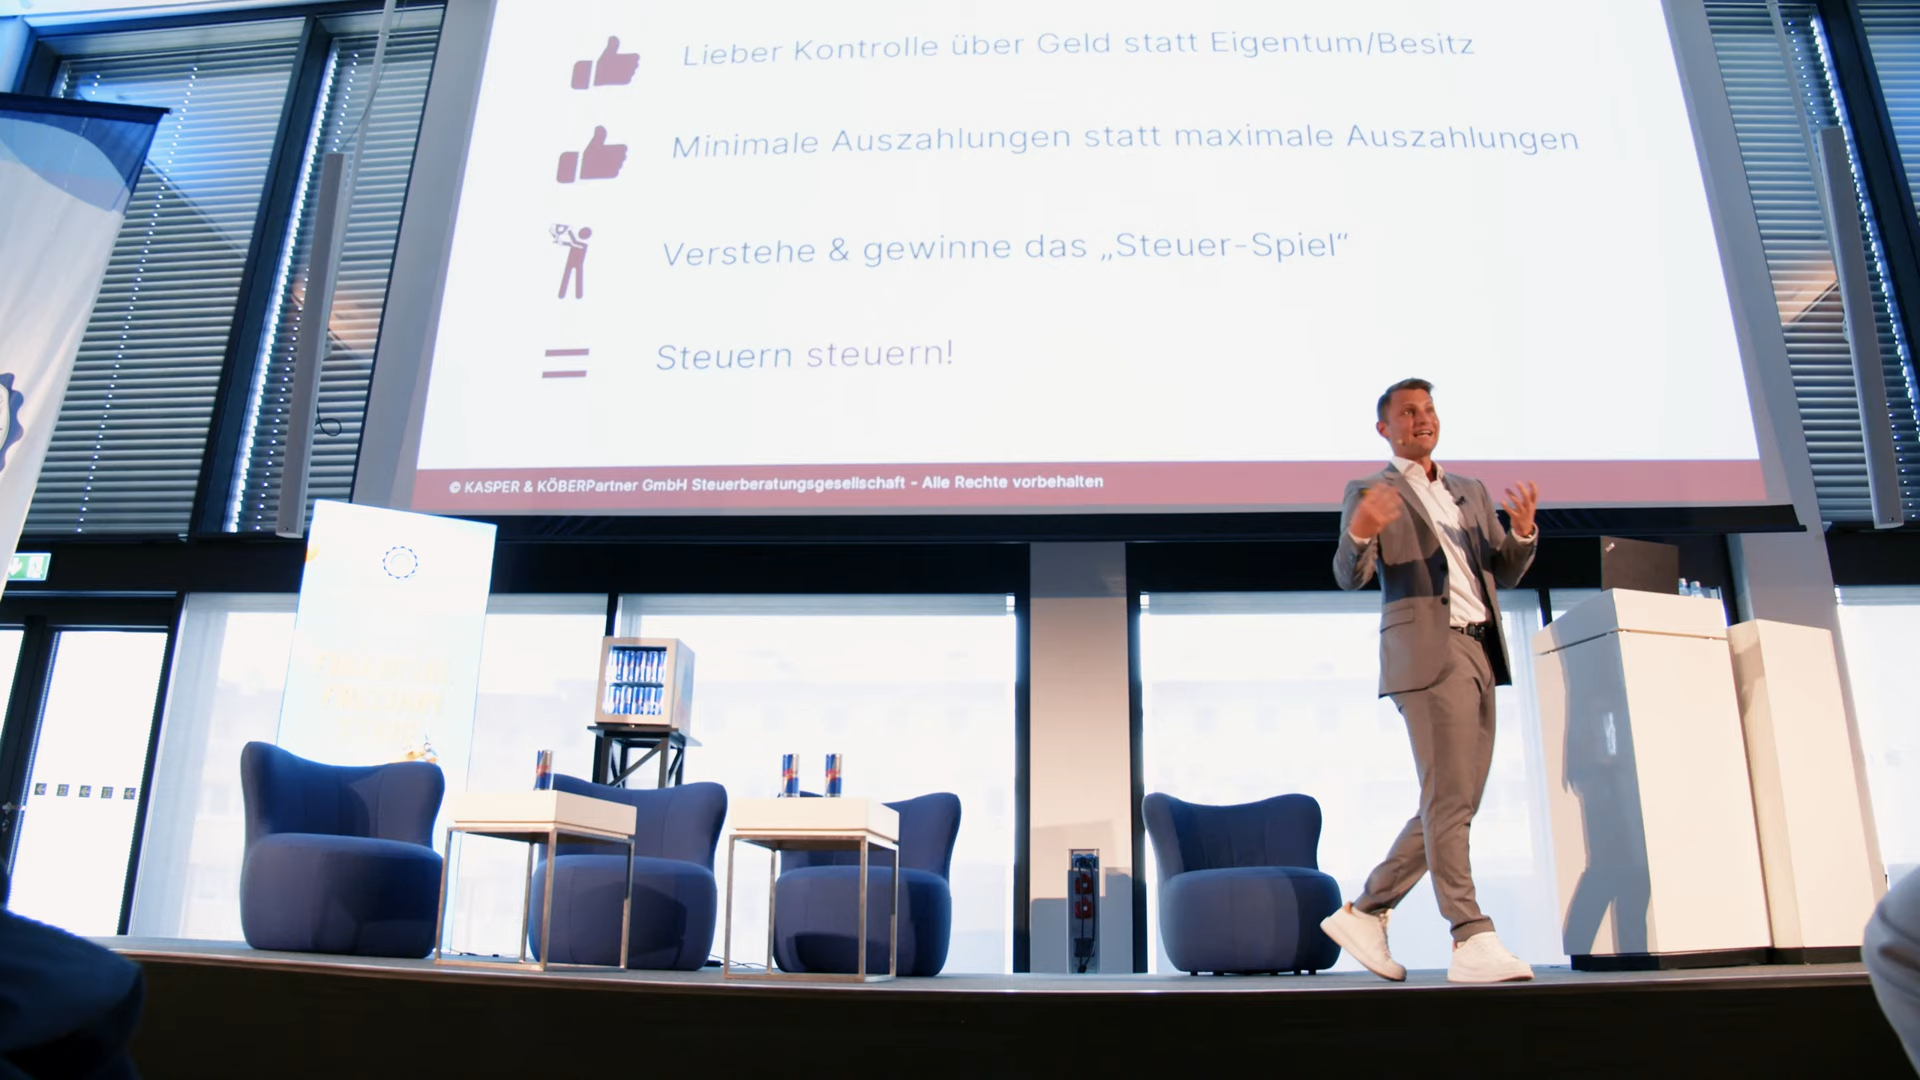 Lieber Kontrolle über Geld statt Eigentum/Besitz
Minimale Auszahlungen statt maximale Auszahlungen
Verstehe & gewinne das „Steuer-Spiel“
Steuern steuern!
© KASPER & KÖBERPartner GmbH Steuerberatungsgesellschaft - Alle Rechte vorbehalten